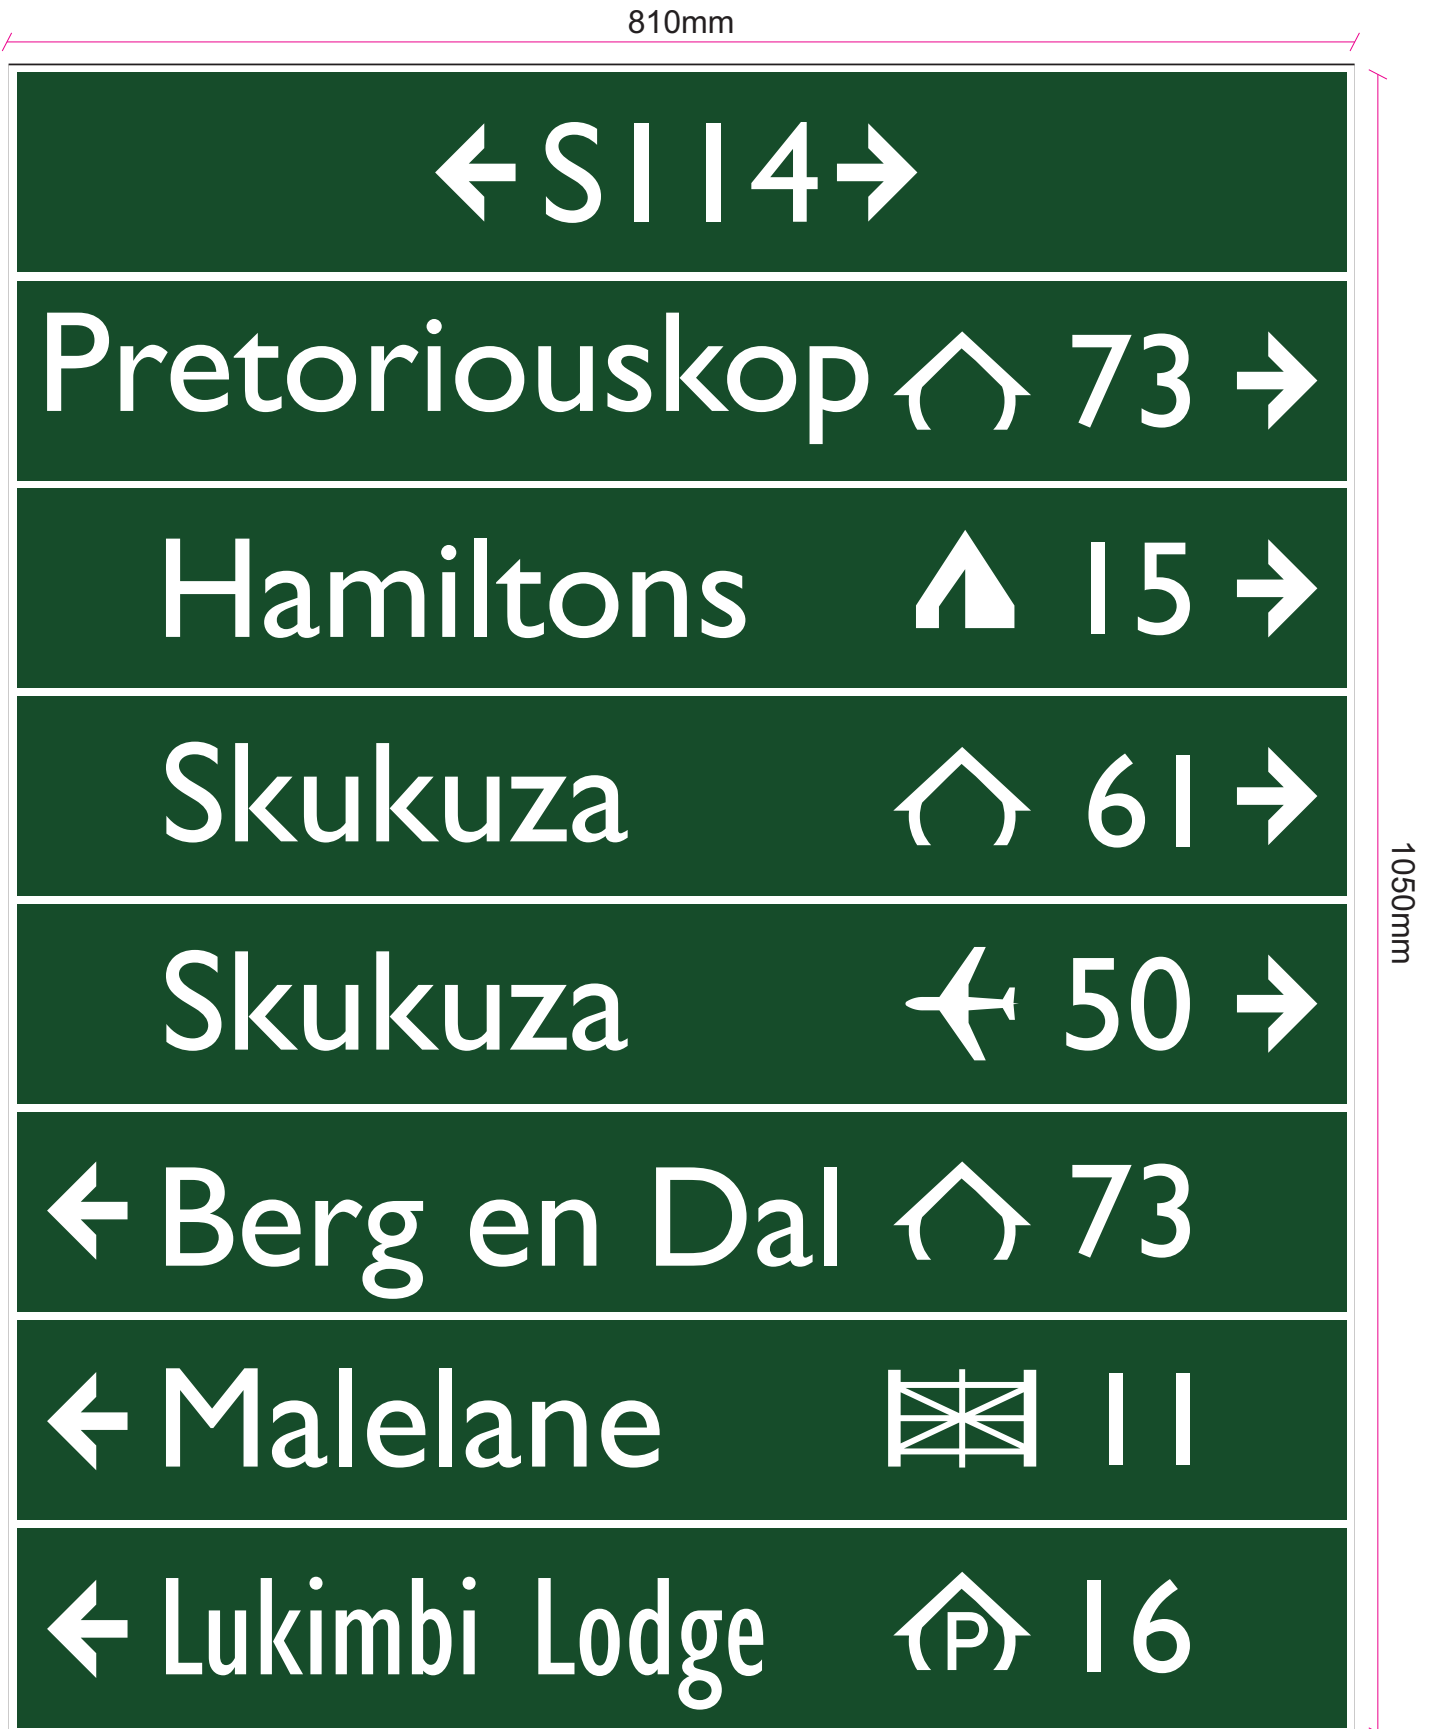 810mm
S114
Pretoriouskop 73
Hamiltons 15
Skukuza 61
Skukuza 50
Berg en Dal 73
Malelane 11
Lukimbi Lodge P 16
1050mm